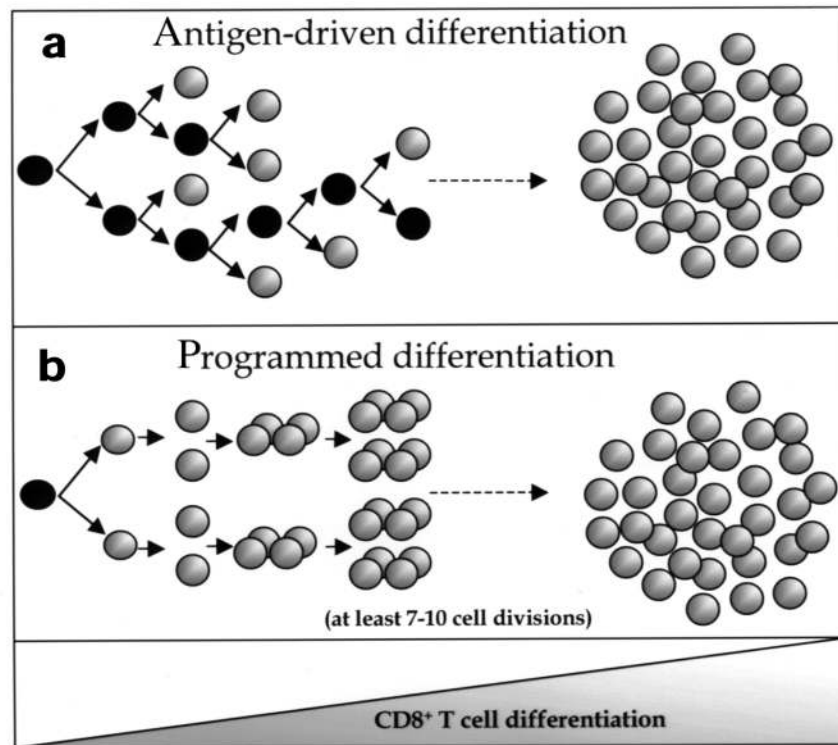 a
Antigen-driven differentiation
b
Programmed differentiation
(at least 7-10 cell divisions)
CD8⁺ T cell differentiation